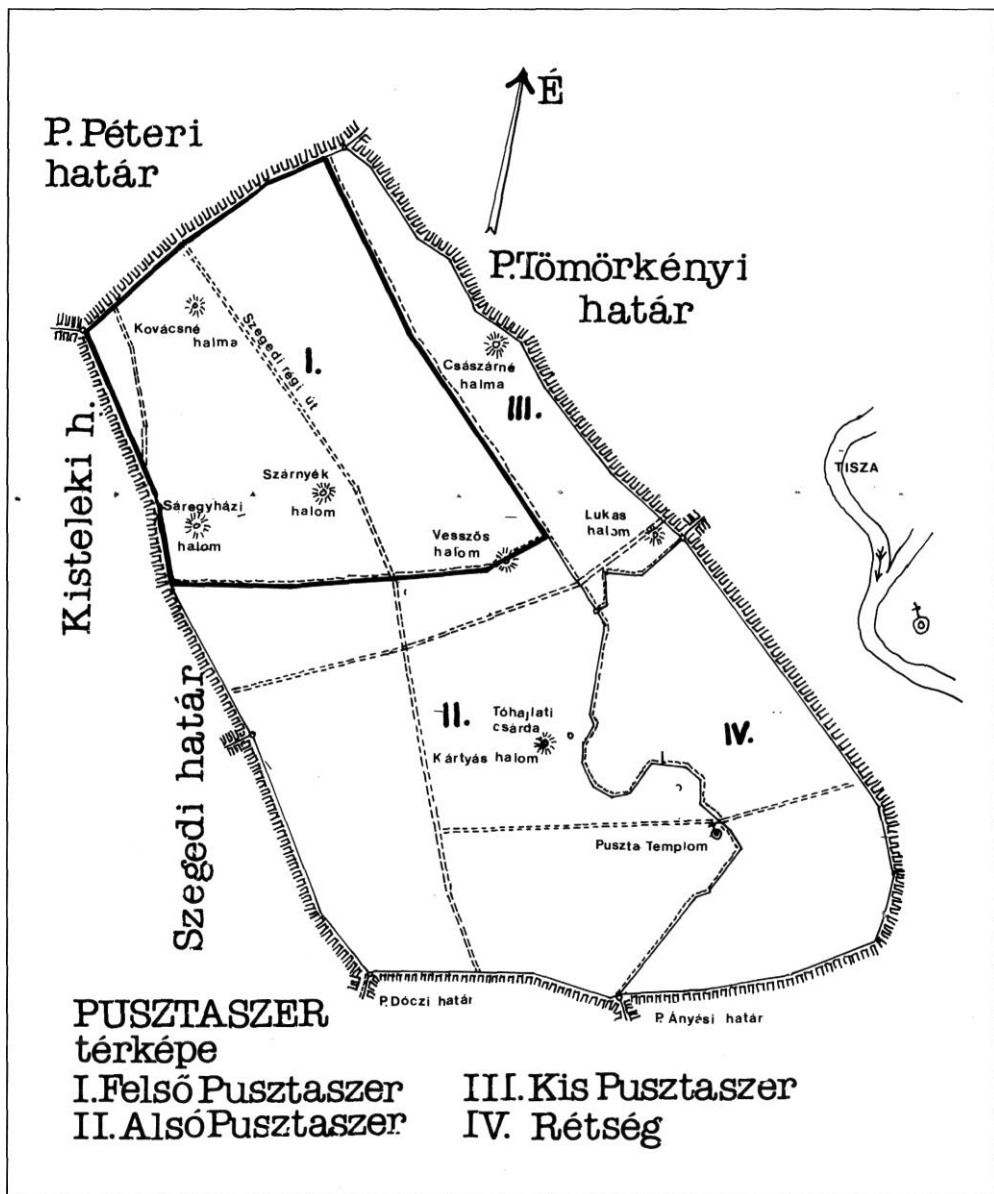 É
P. Péteri
határ
P. Tömörkényi
határ
Kovácsné
halma
Szegedi régi út
I.
Császárné
halma
III.
Kisteleki h.
TISZA
Szárnyék
halom
Sáregyházi
halom
Vesszős
halom
Lukas
halom
Szegedi határ
II.
Tóhajlati
csárda
Kártyás halom
IV.
Puszta Templom
P. Dóczi határ
P. Ányási határ
PUSZTASZER
térképe
I. Felső Pusztaszer
II. Alsó Pusztaszer
III. Kis Pusztaszer
IV. Rétség